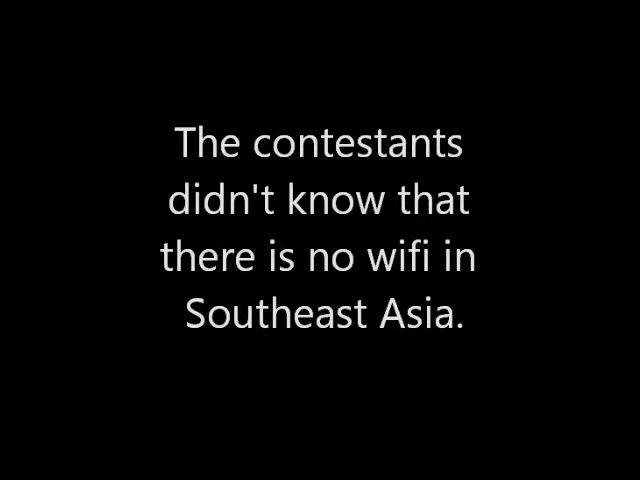 The contestants
didn't know that
there is no wifi in
Southeast Asia.